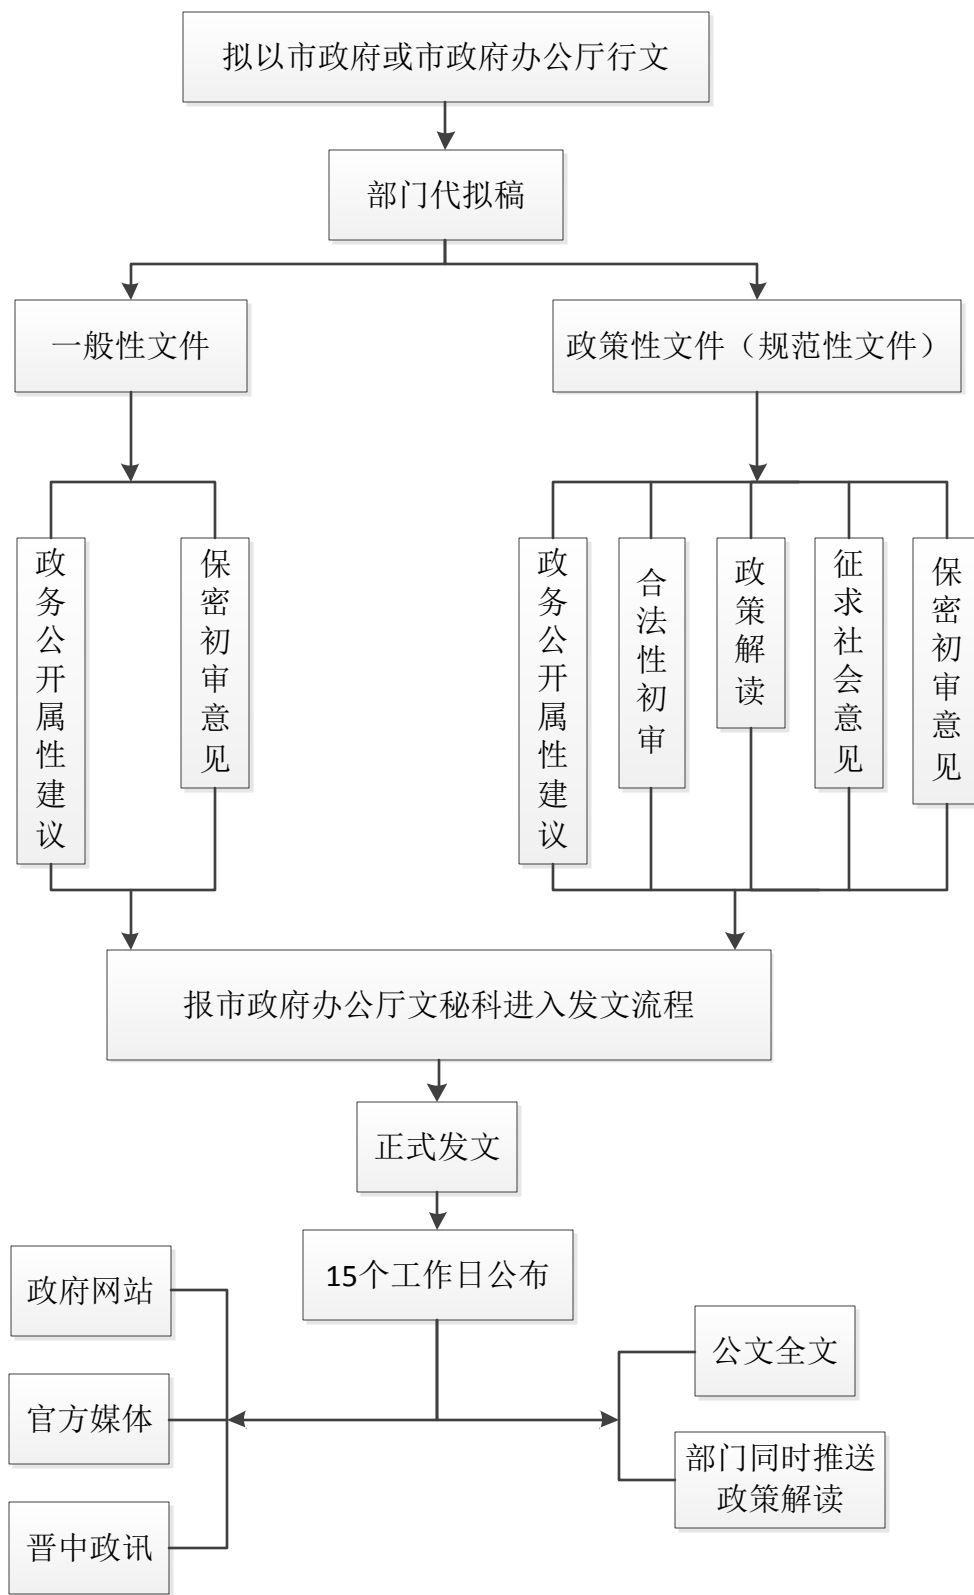 拟以市政府或市政府办公厅行文
部门代拟稿
一般性文件
政策性文件（规范性文件）
政务公开属性建议
保密初审意见
政务公开属性建议
合法性初审
政策解读
征求社会意见
保密初审意见
报市政府办公厅文秘科进入发文流程
正式发文
15个工作日公布
政府网站
官方媒体
晋中政讯
公文全文
部门同时推送
政策解读